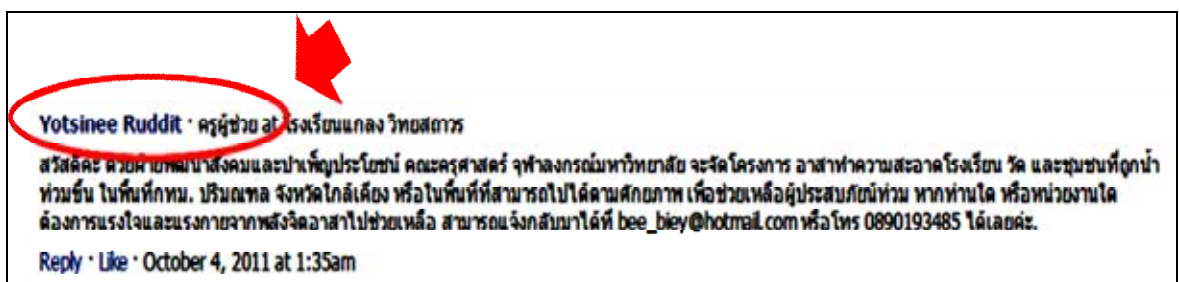 Yotsinee Ruddit · ครูผู้ช่วย at โรงเรียนแกลง วิทยสถาวร
สวัสดีคะ ด้วยค่ายพัฒนาสังคมและบำเพ็ญประโยชน์ คณะครุศาสตร์ จุฬาลงกรณ์มหาวิทยาลัย จะจัดโครงการ อาสาทำความสะอาดโรงเรียน วัด และชุมชนที่ถูกน้ำ
ท่วมขึ้น ในพื้นที่กทม. ปริมณฑล จังหวัดใกล้เคียง หรือในพื้นที่ที่สามารถไปได้ตามศักยภาพ เพื่อช่วยเหลือผู้ประสบภัยน้ำท่วม หากท่านใด หรือหน่วยงานใด
ต้องการแรงใจและแรงกายจากพลังจิตอาสาไปช่วยเหลือ สามารถแจ้งกลับมาได้ที่ bee_biey@hotmail.com หรือโทร 0890193485 ได้เลยค่ะ.
Reply · Like · October 4, 2011 at 1:35am